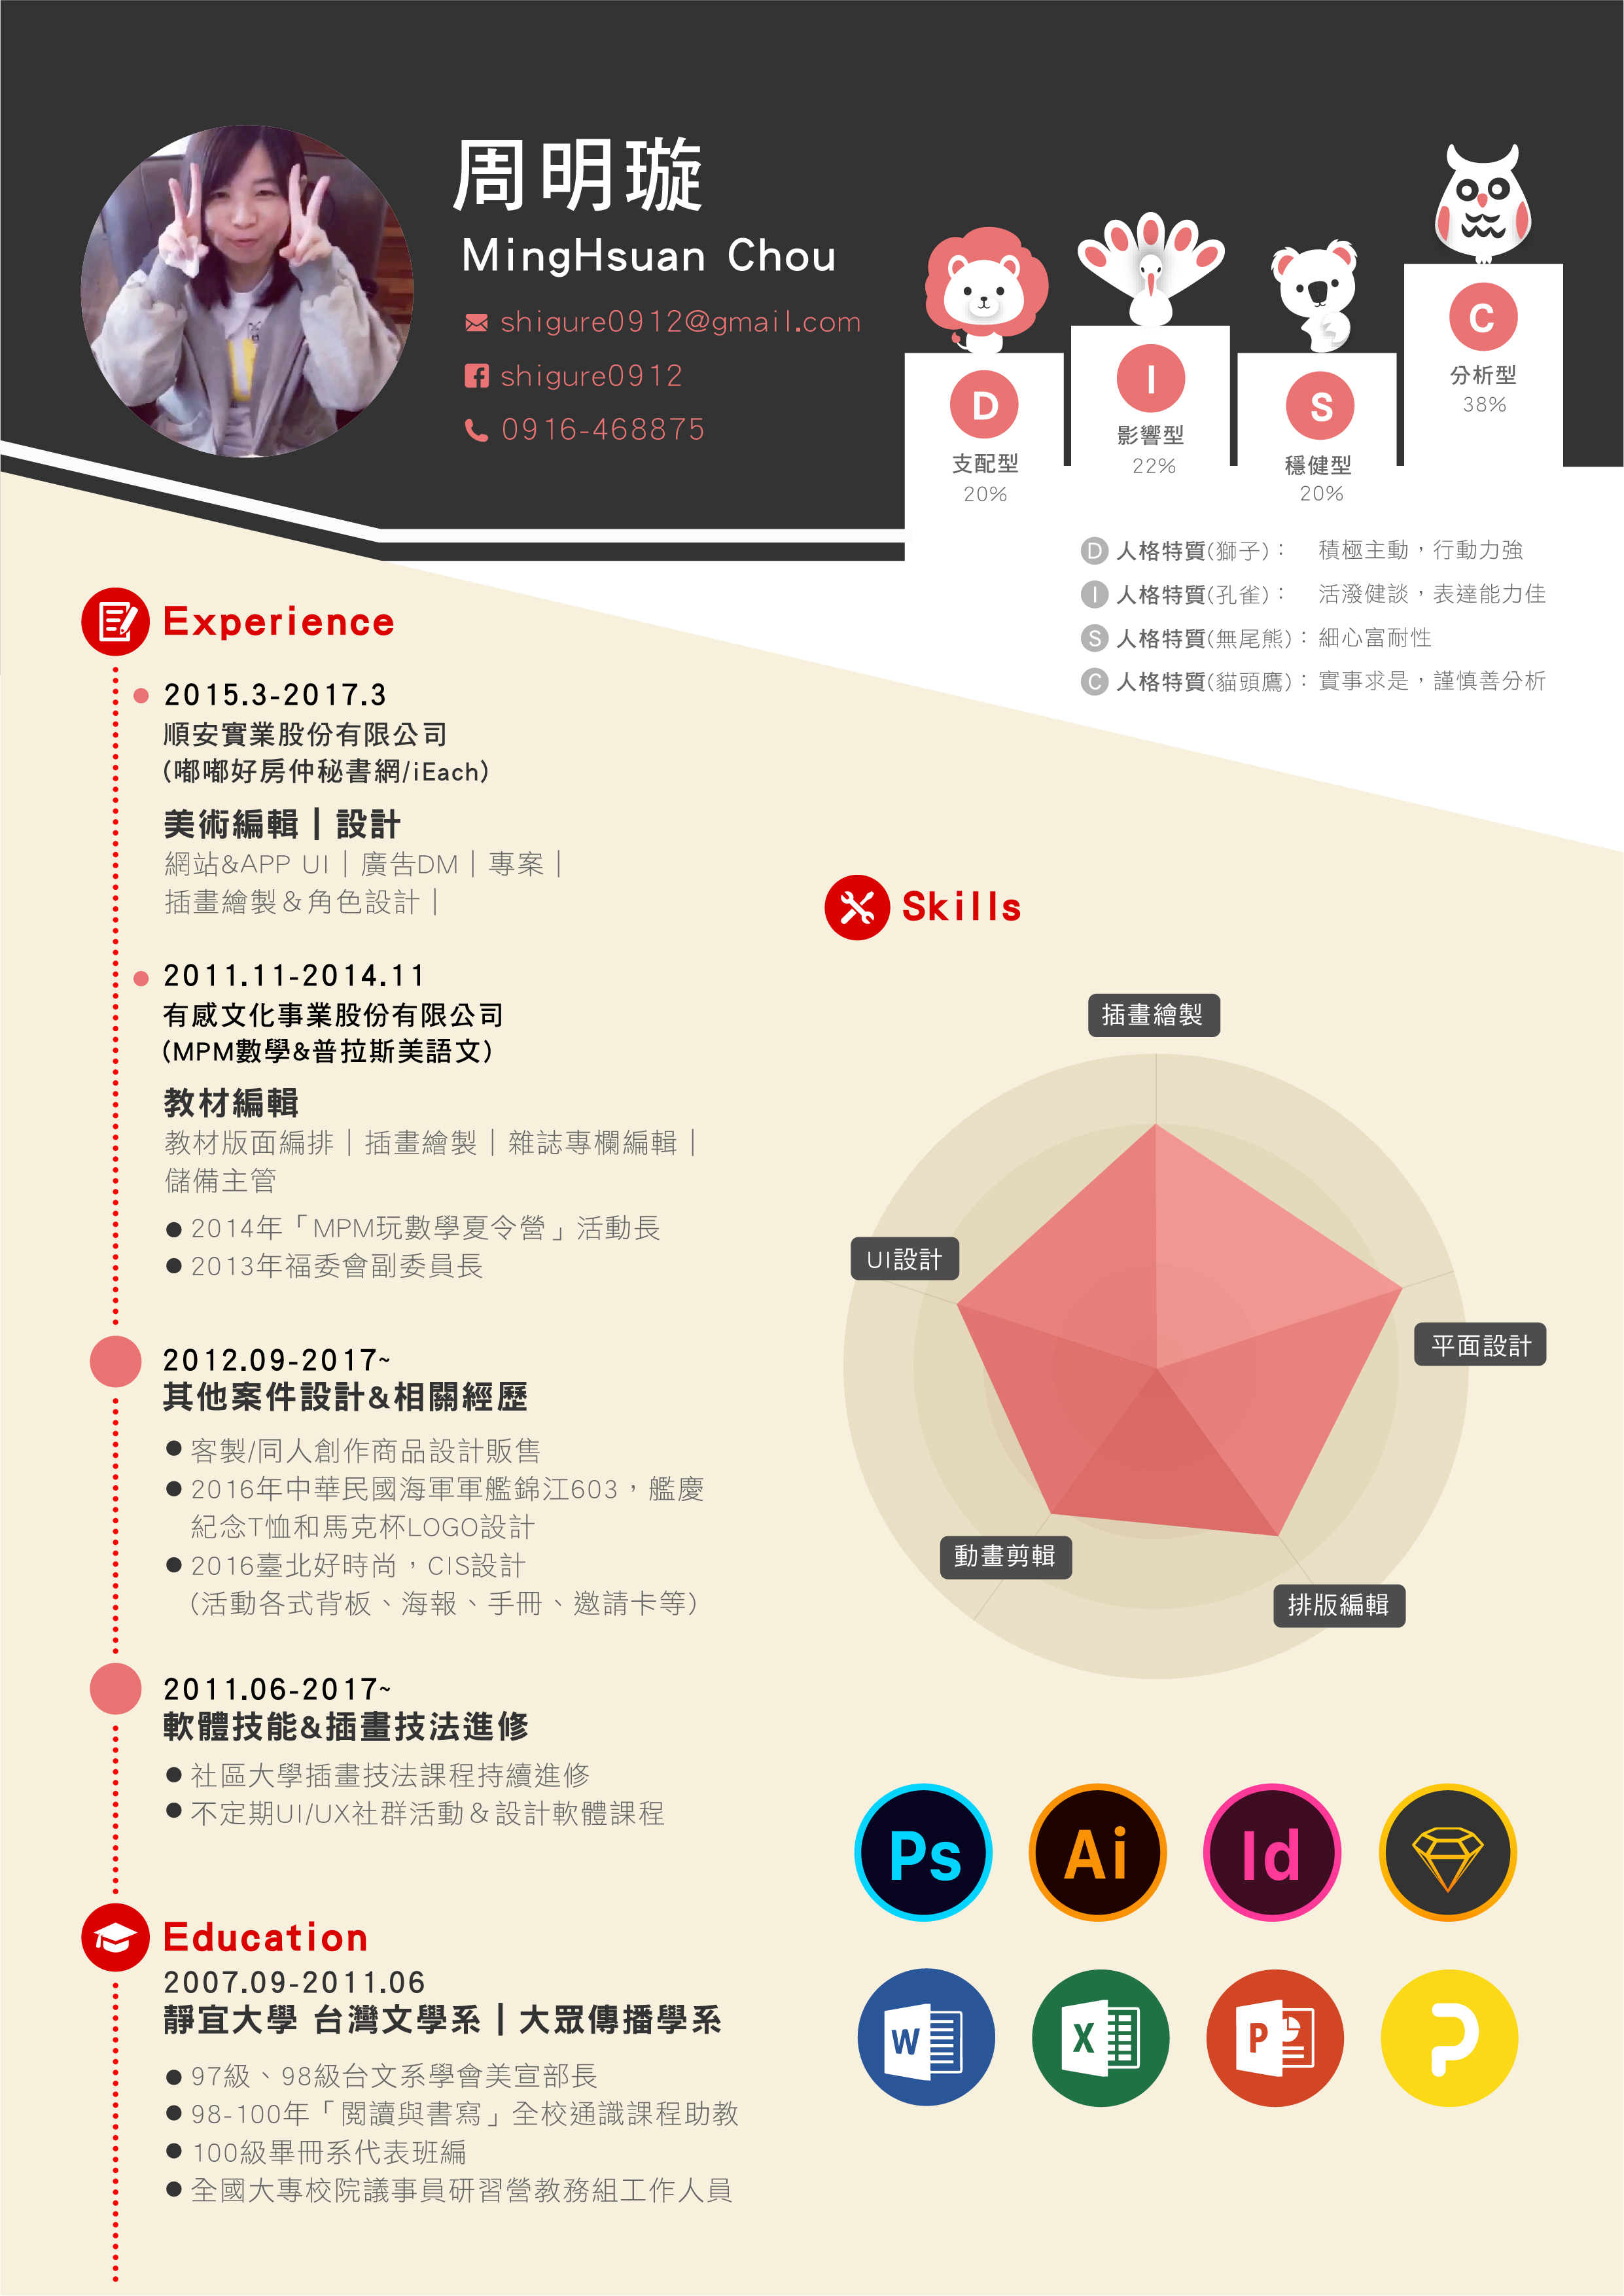 周明璇
MingHsuan Chou
shigure0912@gmail.com
shigure0912
0916-468875
D
支配型
20%
I
影響型
22%
S
穩健型
20%
C
分析型
38%
D 人格特質(獅子)： 積極主動，行動力強
I 人格特質(孔雀)： 活潑健談，表達能力佳
S 人格特質(無尾熊)：細心富耐性
C 人格特質(貓頭鷹)：實事求是，謹慎善分析
Experience
2015.3-2017.3
順安實業股份有限公司
(嘟嘟好房仲秘書網/iEach)
美術編輯｜設計
網站&APP UI｜廣告DM｜專案｜
插畫繪製＆角色設計｜
2011.11-2014.11
有感文化事業股份有限公司
(MPM數學&普拉斯美語文)
教材編輯
教材版面編排｜插畫繪製｜雜誌專欄編輯｜
儲備主管
●2014年「MPM玩數學夏令營」活動長
●2013年福委會副委員長
2012.09-2017~
其他案件設計&相關經歷
●客製/同人創作商品設計販售
●2016年中華民國海軍軍艦錦江603，艦慶
紀念T恤和馬克杯LOGO設計
●2016臺北好時尚，CIS設計
(活動各式背板、海報、手冊、邀請卡等)
2011.06-2017~
軟體技能&插畫技法進修
●社區大學插畫技法課程持續進修
●不定期UI/UX社群活動＆設計軟體課程
Education
2007.09-2011.06
靜宜大學 台灣文學系｜大眾傳播學系
●97級、98級台文系學會美宣部長
●98-100年「閱讀與書寫」全校通識課程助教
●100級畢冊系代表班編
●全國大專校院議事員研習營教務組工作人員
Skills
插畫繪製
UI設計
平面設計
動畫剪輯
排版編輯
Ps Ai Id
W X P P